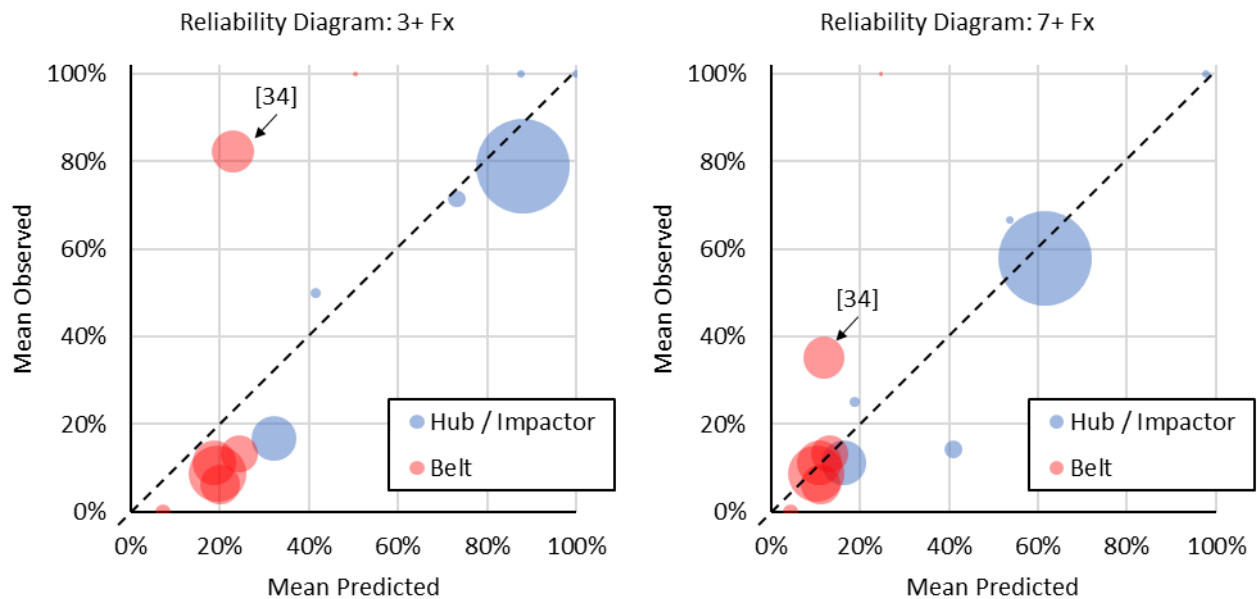 Reliability Diagram: 3+ Fx
100%
80%
60%
40%
20%
0%
Mean Observed
[34]
Hub / Impactor
Belt
0%
20%
40%
60%
80%
100%
Mean Predicted
Reliability Diagram: 7+ Fx
100%
80%
60%
40%
20%
0%
Mean Observed
[34]
Hub / Impactor
Belt
0%
20%
40%
60%
80%
100%
Mean Predicted